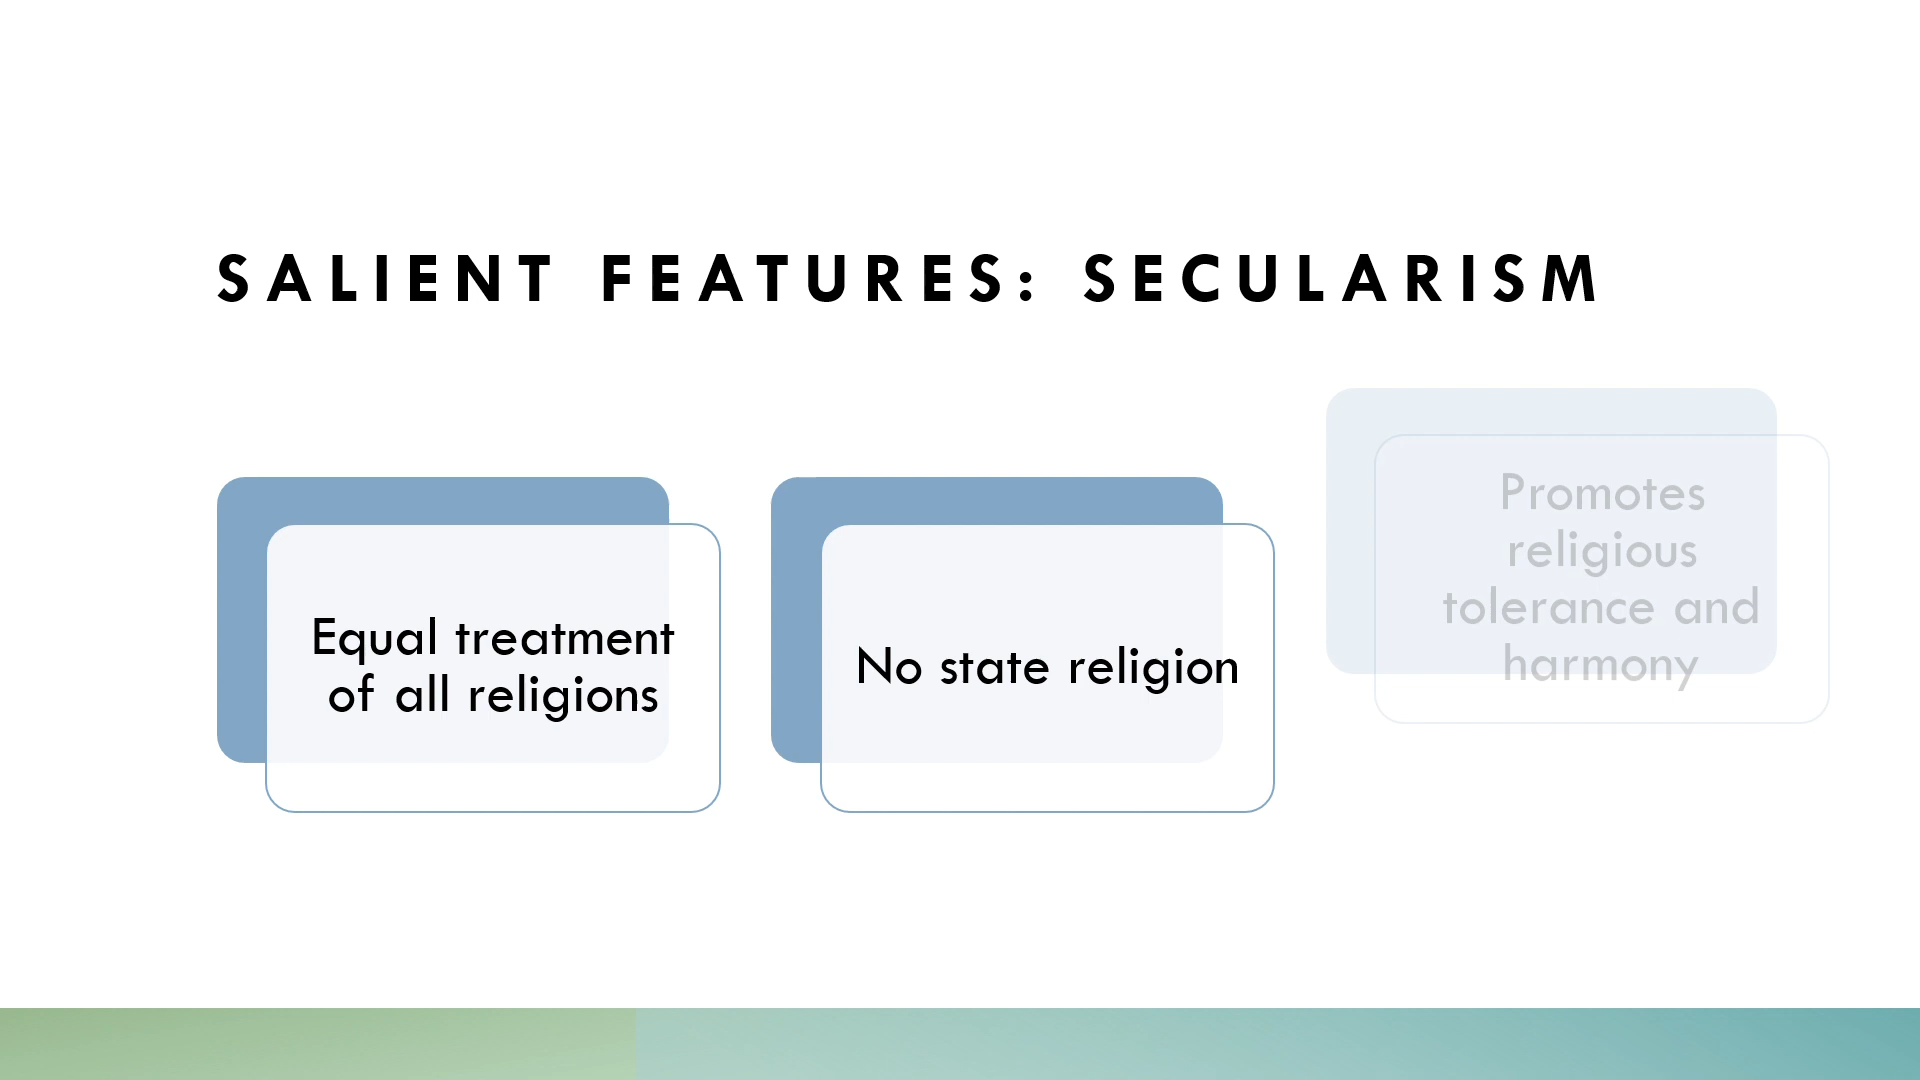 SALIENT FEATURES: SECULARISM
Equal treatment
of all religions
No state religion
Promotes
religious
tolerance and
harmony